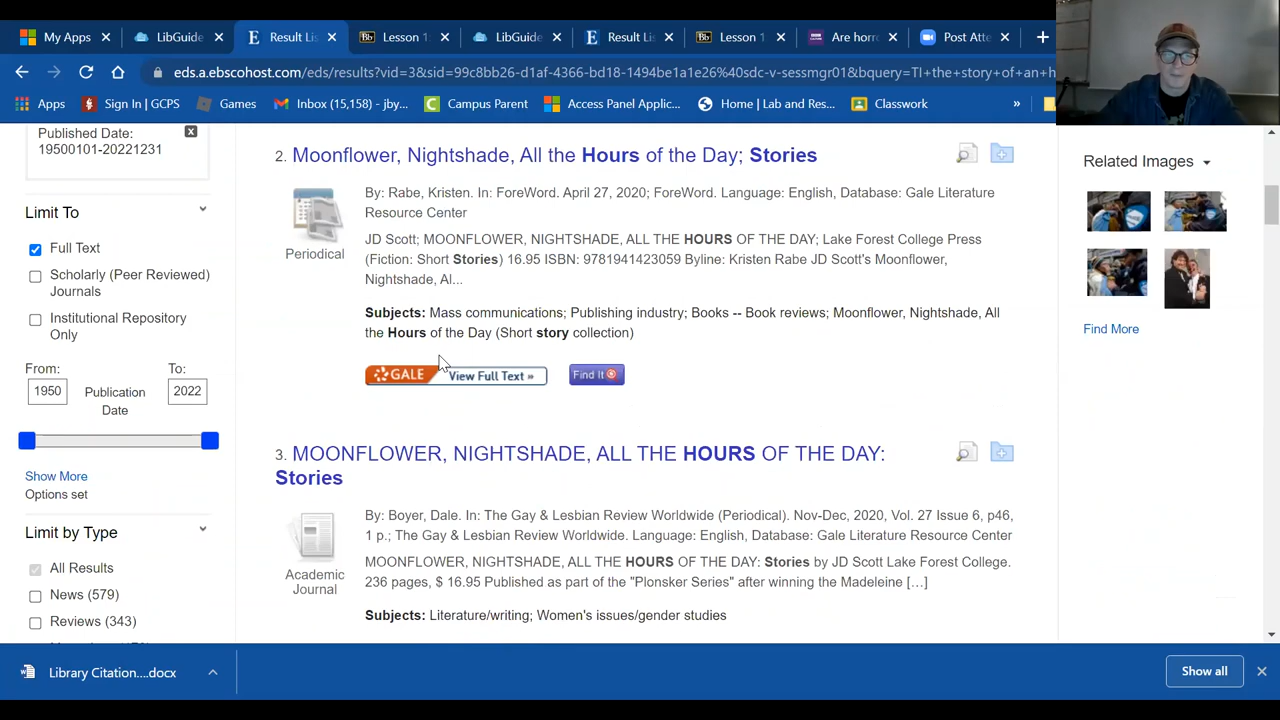 My Apps
LibGuide
Result Lis
Lesson 1:
LibGuide
Result Lis
Lesson 1
Are horro
Post Atte
eds.a.ebscohost.com/eds/results?vid=3&sid=99c8bb26-d1af-4366-bd18-1494be1a1e26%40sdc-v-sessmgr01&bquery=TI+the+story+of+an+h
Apps
Sign In | GCPS
Games
Inbox (15,158) - jby...
Campus Parent
Access Panel Applic...
Home | Lab and Res...
Classwork
»
Published Date:
19500101-20221231
Limit To
Full Text
Scholarly (Peer Reviewed)
Journals
Institutional Repository
Only
From:
To:
1950
Publication
Date
2022
Show More
Options set
Limit by Type
All Results
News (579)
Reviews (343)
2. Moonflower, Nightshade, All the Hours of the Day; Stories
Periodical
By: Rabe, Kristen. In: ForeWord. April 27, 2020; ForeWord. Language: English, Database: Gale Literature
Resource Center
JD Scott; MOONFLOWER, NIGHTSHADE, ALL THE HOURS OF THE DAY; Lake Forest College Press
(Fiction: Short Stories) 16.95 ISBN: 9781941423059 Byline: Kristen Rabe JD Scott's Moonflower,
Nightshade, Al...
Subjects: Mass communications; Publishing industry; Books -- Book reviews; Moonflower, Nightshade, All
the Hours of the Day (Short story collection)
GALE View Full Text »
Find It
3. MOONFLOWER, NIGHTSHADE, ALL THE HOURS OF THE DAY:
Stories
Academic
Journal
By: Boyer, Dale. In: The Gay & Lesbian Review Worldwide (Periodical). Nov-Dec, 2020, Vol. 27 Issue 6, p46,
1 p.; The Gay & Lesbian Review Worldwide. Language: English, Database: Gale Literature Resource Center
MOONFLOWER, NIGHTSHADE, ALL THE HOURS OF THE DAY: Stories by JD Scott Lake Forest College.
236 pages, $ 16.95 Published as part of the "Plonsker Series" after winning the Madeleine […]
Subjects: Literature/writing; Women's issues/gender studies
Related Images
Find More
Library Citation....docx
Show all